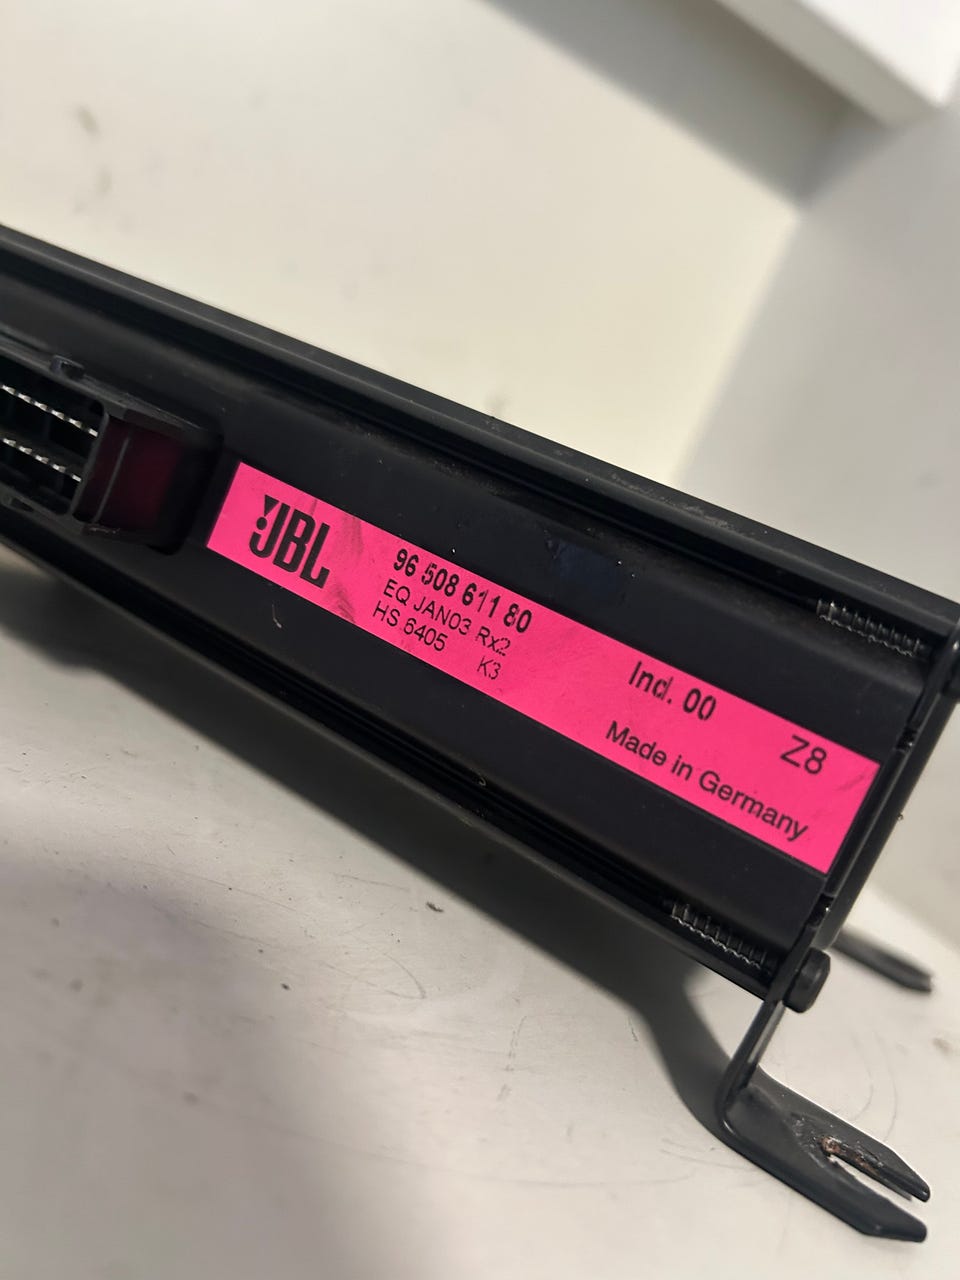 JBL
96 508 611 80
EQ JAN03 Rx2
HS 6405 K3
Ind. 00
Z8
Made in Germany